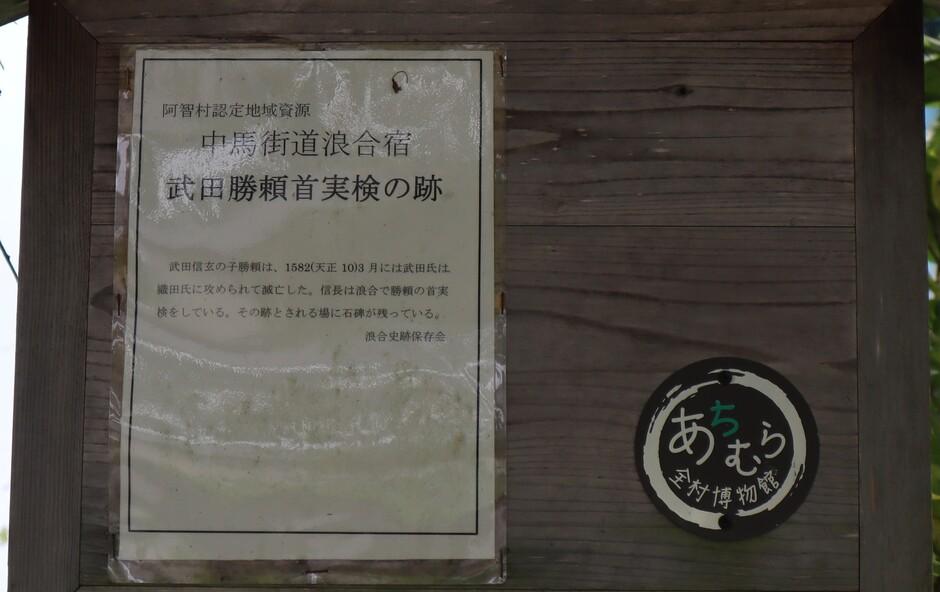 阿智村認定地域資源
中馬街道浪合宿
武田勝頼首実検の跡
武田信玄の子勝頼は、1582(天正 10)3 月には武田氏は
織田氏に攻められて滅亡した。信長は浪合で勝頼の首実
検をしている。その跡とされる場に石碑が残っている。
浪合史跡保存会
あちむら
全村博物館